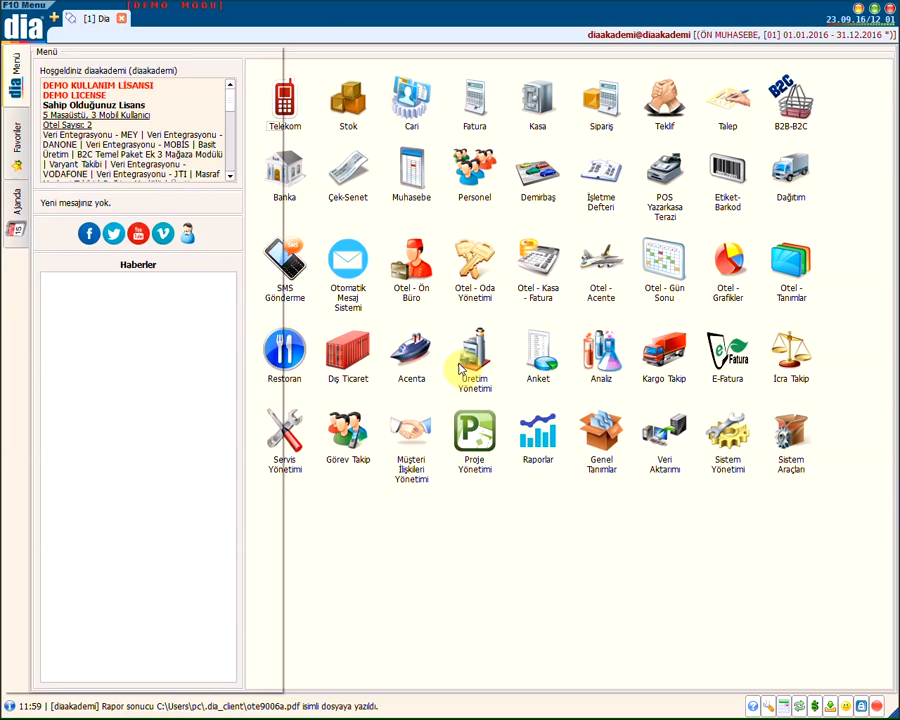 F10 Menu
[DEMO MODU]
dia
[1] Dia
23.09.16/12 01
diaakademi@diaakademi [(ÖN MUHASEBE, [01] 01.01.2016 - 31.12.2016 *)]
dia Menü
Favoriler
Ajanda
Menü
Hoşgeldiniz diaakademi (diaakademi)
DEMO KULLANIM LİSANSI
DEMO LICENSE
Sahip Olduğunuz Lisans
5 Masaüstü, 3 Mobil Kullanıcı
Otel Sayısı: 2
Veri Entegrasyonu - MEY | Veri Entegrasyonu -
DANONE | Veri Entegrasyonu - MOBİS | Basit
Üretim | B2C Temel Paket Ek 3 Mağaza Modülü
| Varyant Takibi | Veri Entegrasyonu -
VODAFONE | Veri Entegrasyonu - JTI | Masraf
Yeni mesajınız yok.
Haberler
Telekom
Stok
Cari
Fatura
Kasa
Sipariş
Teklif
Talep
B2C
B2B-B2C
Banka
Çek-Senet
Muhasebe
Personel
Demirbaş
İşletme
Defteri
POS
Yazarkasa
Terazi
Etiket-
Barkod
Dağıtım
SMS
SMS
Gönderme
Otomatik
Mesaj
Sistemi
Otel - Ön
Büro
Otel - Oda
Yönetimi
Otel - Kasa
- Fatura
Otel -
Acente
Otel - Gün
Sonu
Otel -
Grafikler
Otel -
Tanımlar
Restoran
Dış Ticaret
Acenta
Üretim
Yönetimi
Anket
Analiz
Kargo Takip
e Fatura
E-Fatura
İcra Takip
Servis
Yönetimi
Görev Takip
Müşteri
İlişkileri
Yönetimi
P
Proje
Yönetimi
Raporlar
Genel
Tanımlar
Veri
Aktarımı
Sistem
Yönetimi
Sistem
Araçları
11:59 | [diaakademi] Rapor sonucu C:\Users\pc\.dia_client\ote9006a.pdf isimli dosyaya yazıldı.